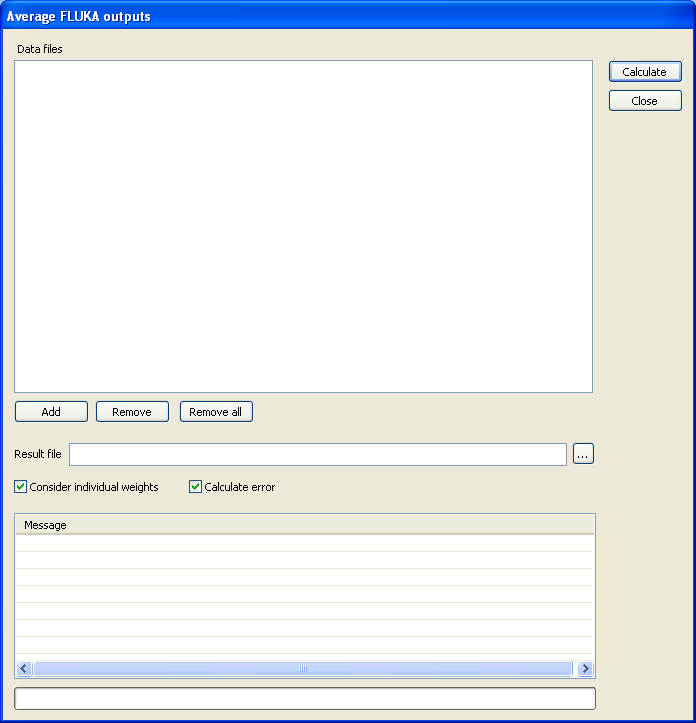 Average FLUKA outputs
Data files
Calculate
Close
Add
Remove
Remove all
Result file
...
Consider individual weights
Calculate error
Message